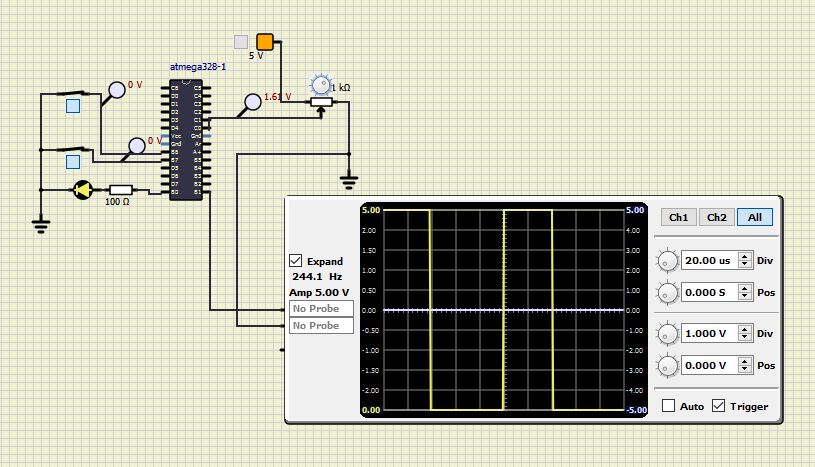 5 V
atmega328-1
0 V
1 kΩ
1.61 V
0 V
100 Ω
Vcc
Gnd
Gnd
Expand
244.1 Hz
Amp 5.00 V
No Probe
No Probe
5.00
2.00
1.50
1.00
0.50
0.00
-0.50
-1.00
-1.50
-2.00
0.00
5.00
4.00
3.00
2.00
1.00
0.00
-1.00
-2.00
-3.00
-4.00
-5.00
Ch1 Ch2 All
20.00 us Div
0.000 S Pos
1.000 V Div
0.000 V Pos
Auto Trigger